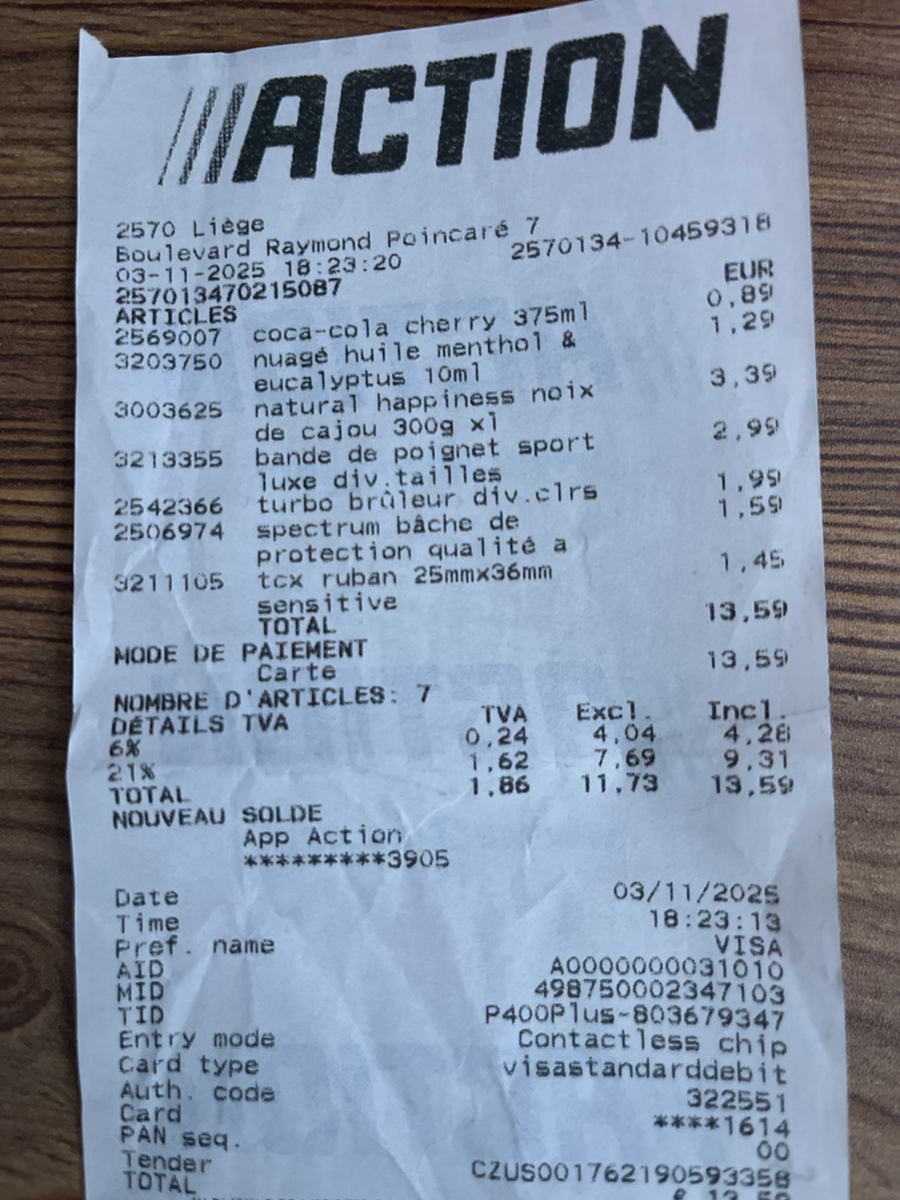 ACTION
2570 Liège
Boulevard Raymond Poincaré 7
03-11-2025 18:23:20 2570134-10459318
257013470215087 EUR
ARTICLES
2569007 coca-cola cherry 375ml 0,89
3203750 nuagé huile menthol & 1,29
eucalyptus 10ml
3003625 natural happiness noix 3,39
de cajou 300g xl
3213355 bande de poignet sport 2,99
luxe div.tailles
2542366 turbo brûleur div.clrs 1,99
2506974 spectrum bâche de 1,59
protection qualité a
3211105 tcx ruban 25mmx36mm 1,45
sensitive
TOTAL 13,59
MODE DE PAIEMENT
Carte 13,59
NOMBRE D'ARTICLES: 7
DÉTAILS TVA TVA Excl. Incl.
6% 0,24 4,04 4,28
21% 1,62 7,69 9,31
TOTAL 1,86 11,73 13,59
NOUVEAU SOLDE
App Action
*********3905
Date 03/11/2025
Time 18:23:13
Pref. name VISA
AID A0000000031010
MID 498750002347103
TID P400Plus-803679347
Entry mode Contactless chip
Card type visastandarddebit
Auth. code 322551
Card ****1614
PAN seq. 00
Tender CZUS001762190593358
TOTAL